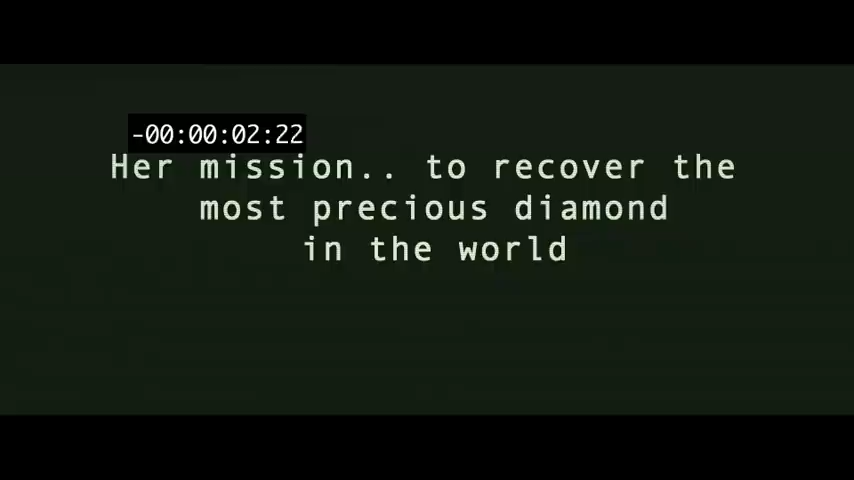 -00:00:02:22
Her mission.. to recover the
most precious diamond
in the world